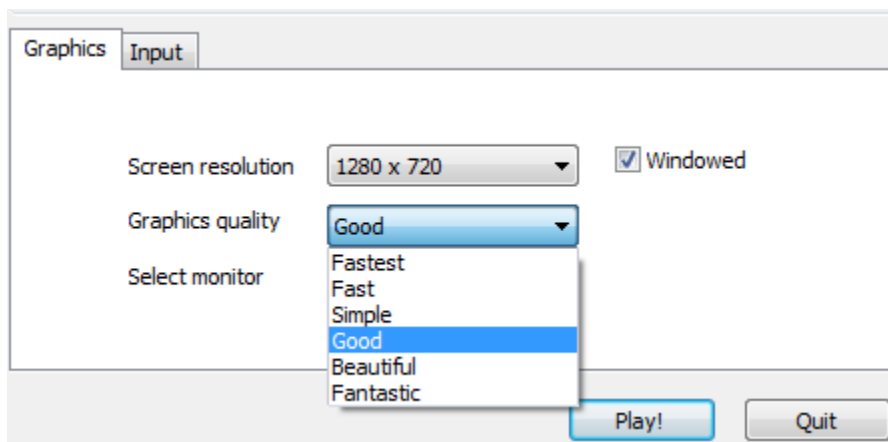 Graphics Input
Screen resolution 1280 x 720 Windowed
Graphics quality Good
Select monitor
Fastest
Fast
Simple
Good
Beautiful
Fantastic
Play! Quit